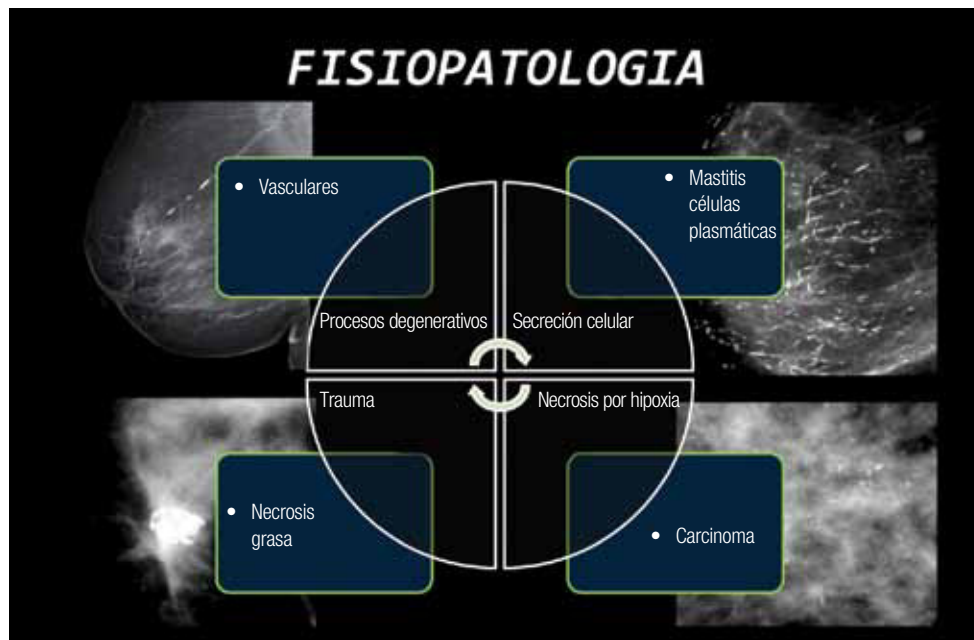 FISIOPATOLOGIA
• Vasculares
• Mastitis
células
plasmáticas
Procesos degenerativos
Secreción celular
Trauma
Necrosis por hipoxia
• Necrosis
grasa
• Carcinoma